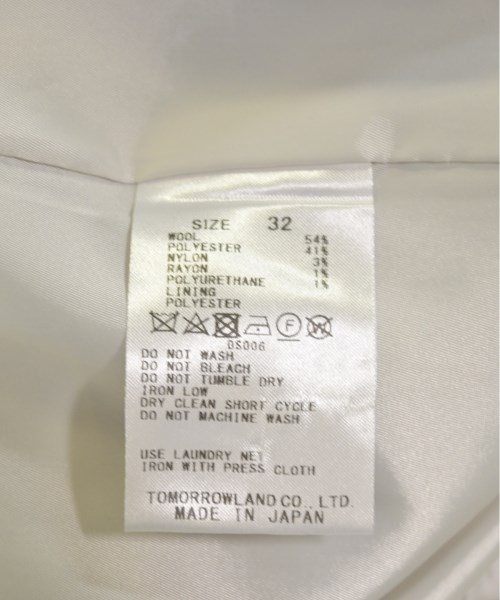 SIZE 32
WOOL 54%
POLYESTER 41%
NYLON 3%
RAYON 1%
POLYURETHANE 1%
LINING
POLYESTER
F W
DS006
DO NOT WASH
DO NOT BLEACH
DO NOT TUMBLE DRY
IRON LOW
DRY CLEAN SHORT CYCLE
DO NOT MACHINE WASH
USE LAUNDRY NET
IRON WITH PRESS CLOTH
TOMORROWLAND CO., LTD.
MADE IN JAPAN